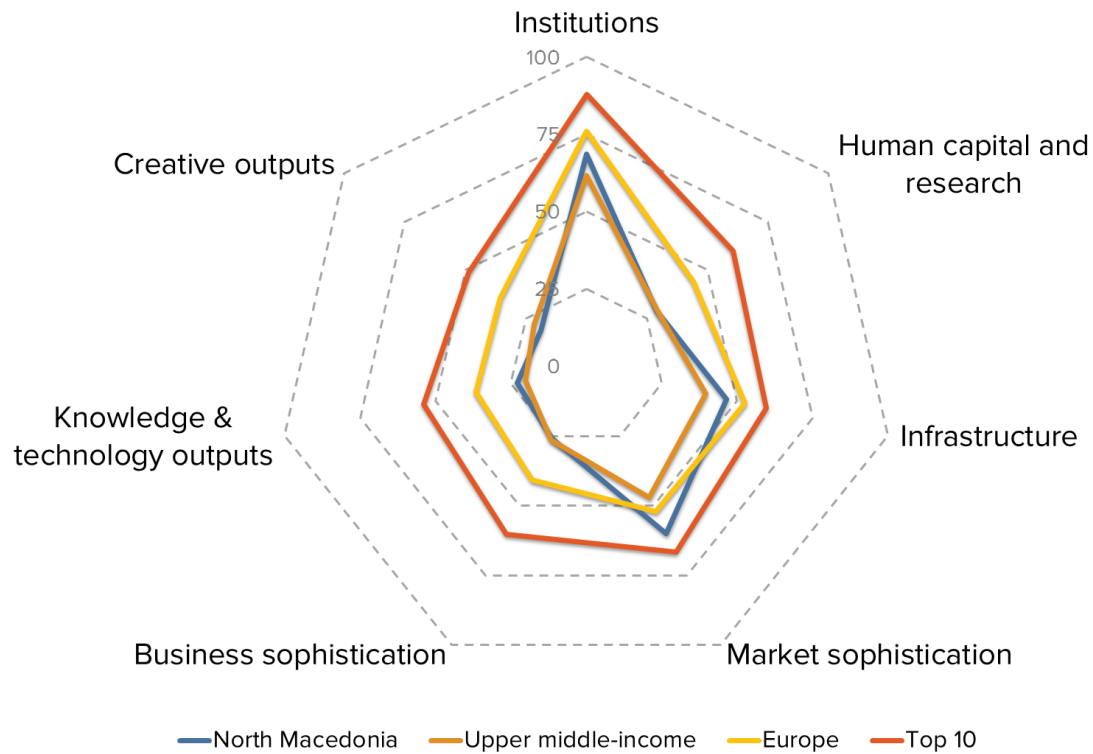 Institutions
100
75
50
25
0
Human capital and
research
Infrastructure
Market sophistication
Business sophistication
Knowledge &
technology outputs
Creative outputs
North Macedonia
Upper middle-income
Europe
Top 10